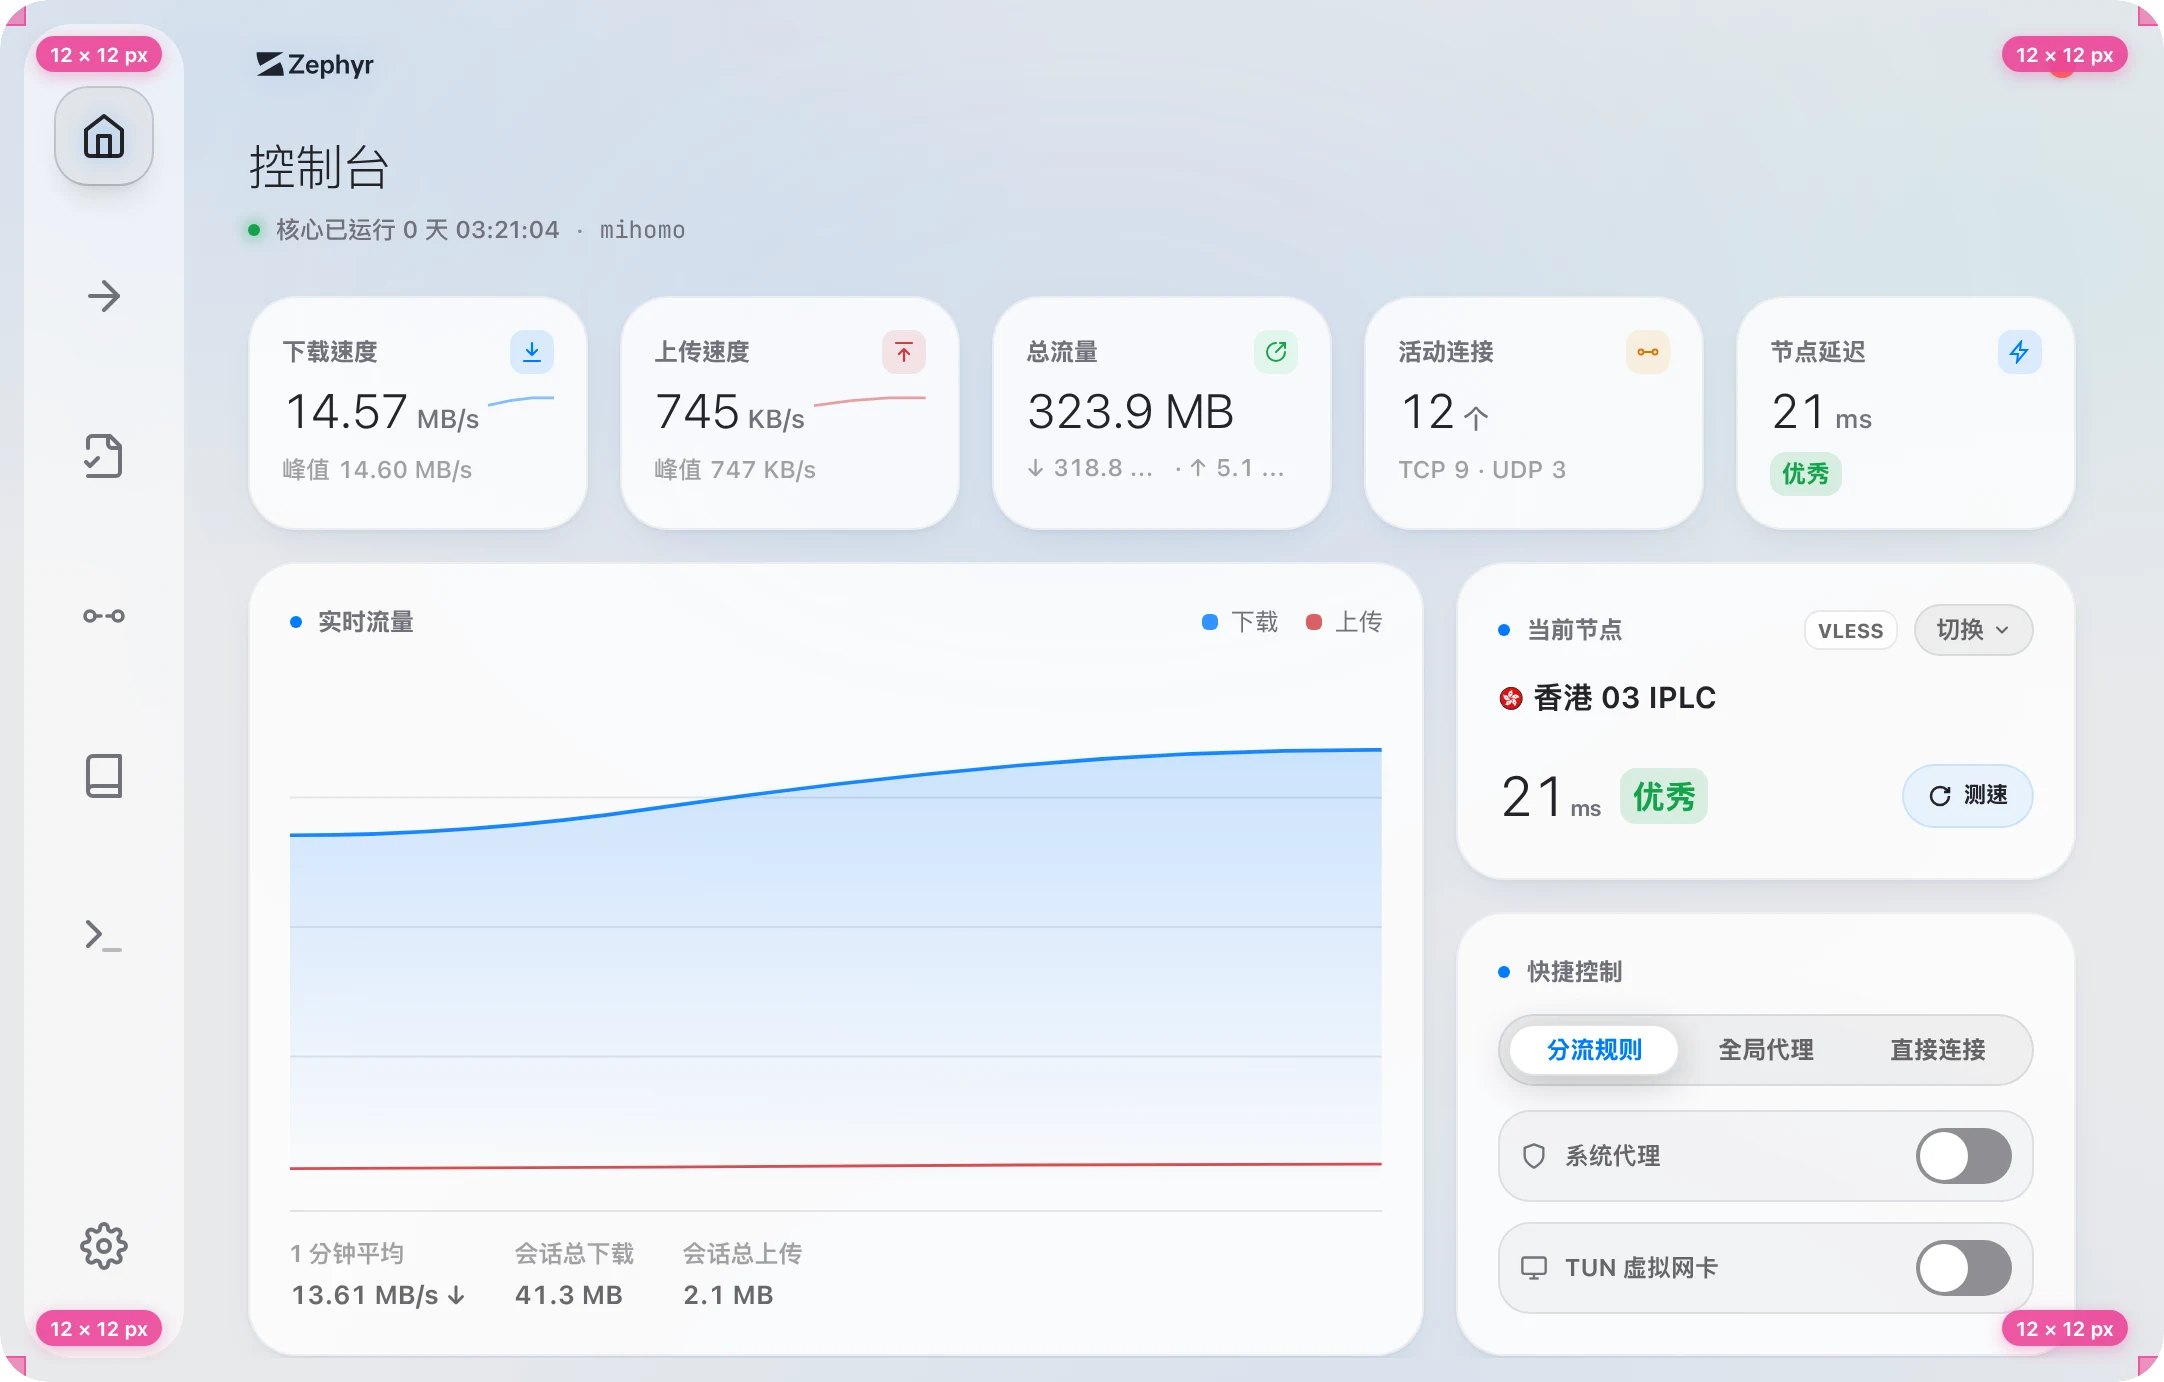 12 × 12 px
12 × 12 px
Zephyr
控制台
核心已运行 0 天 03:21:04 · mihomo
下载速度
14.57 MB/s
峰值 14.60 MB/s
上传速度
745 KB/s
峰值 747 KB/s
总流量
323.9 MB
↓ 318.8 ... · ↑ 5.1 ...
活动连接
12 个
TCP 9 · UDP 3
节点延迟
21 ms
优秀
实时流量
下载 上传
1 分钟平均
13.61 MB/s ↓
会话总下载
41.3 MB
会话总上传
2.1 MB
当前节点
VLESS
切换
香港 03 IPLC
21 ms 优秀
测速
快捷控制
分流规则 全局代理 直接连接
系统代理
TUN 虚拟网卡
12 × 12 px
12 × 12 px